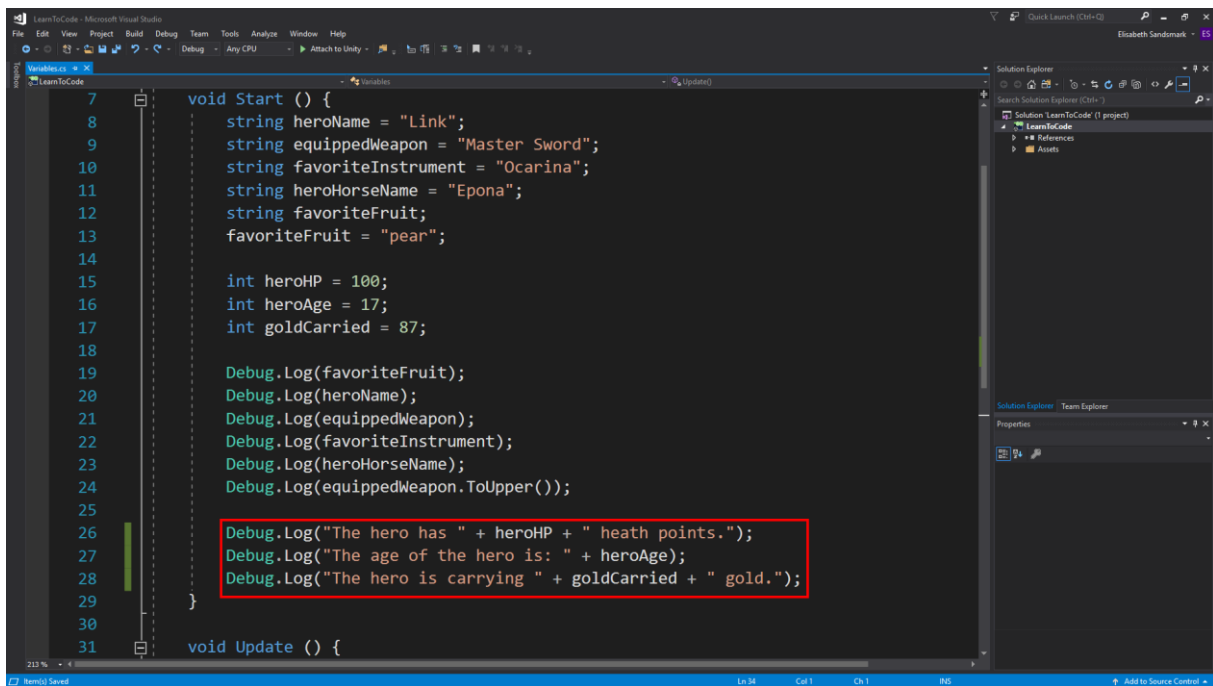 LearnToCode - Microsoft Visual Studio
Quick Launch (Ctrl+Q)
File Edit View Project Build Debug Team Tools Analyze Window Help
Elisabeth Sandsmark ES
Debug Any CPU Attach to Unity
Toolbox
Variables.cs
LearnToCode Variables Update()
7 void Start () {
8 string heroName = "Link";
9 string equippedWeapon = "Master Sword";
10 string favoriteInstrument = "Ocarina";
11 string heroHorseName = "Epona";
12 string favoriteFruit;
13 favoriteFruit = "pear";
14
15 int heroHP = 100;
16 int heroAge = 17;
17 int goldCarried = 87;
18
19 Debug.Log(favoriteFruit);
20 Debug.Log(heroName);
21 Debug.Log(equippedWeapon);
22 Debug.Log(favoriteInstrument);
23 Debug.Log(heroHorseName);
24 Debug.Log(equippedWeapon.ToUpper());
25
26 Debug.Log("The hero has " + heroHP + " heath points.");
27 Debug.Log("The age of the hero is: " + heroAge);
28 Debug.Log("The hero is carrying " + goldCarried + " gold.");
29 }
30
31 void Update () {
213 %
Solution Explorer
Search Solution Explorer (Ctrl+¨)
Solution 'LearnToCode' (1 project)
LearnToCode
References
Assets
Solution Explorer Team Explorer
Properties
Item(s) Saved Ln 34 Col 1 Ch 1 INS Add to Source Control